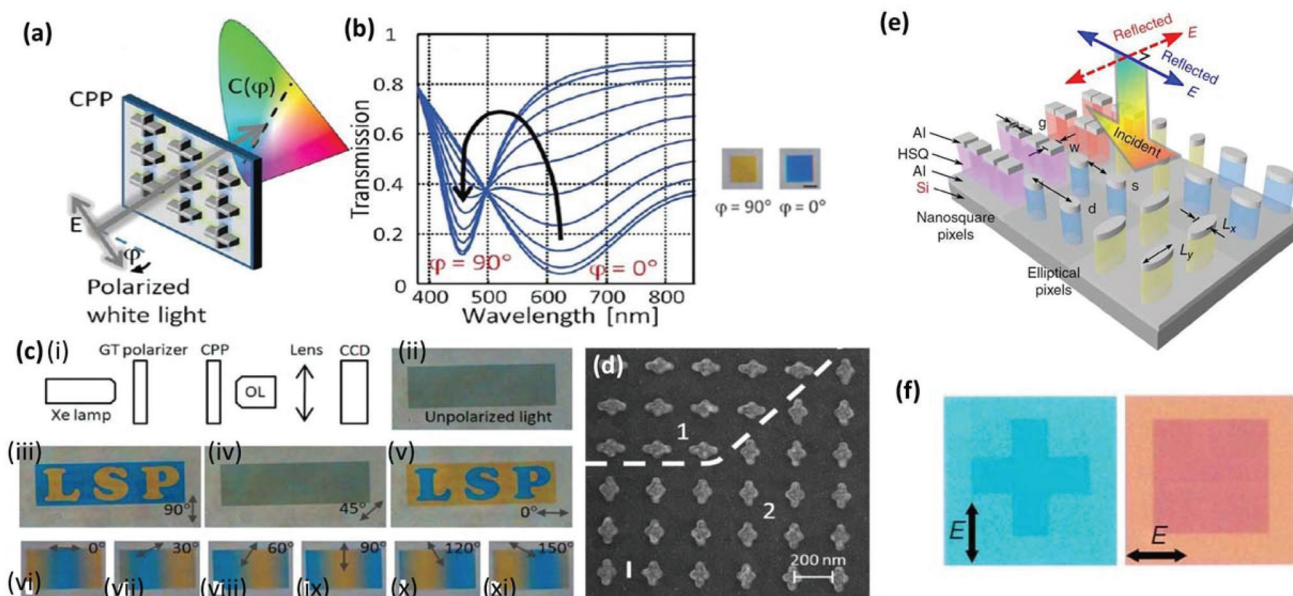 (a)
CPP
C(φ)
E
φ
Polarized
white light
(b)
Transmission
1
0.8
0.6
0.4
0.2
0
φ = 90°
φ = 0°
400 500 600 700 800
Wavelength [nm]
φ = 90° φ = 0°
(c)
(i)
GT polarizer CPP Lens CCD
OL
Xe lamp
(ii)
Unpolarized light
(iii)
LSP
90°
(iv)
45°
(v)
LSP
0°
(vi)
0°
(vii)
30°
(viii)
60°
(ix)
90°
(x)
120°
(xi)
150°
(d)
1
2
200 nm
(e)
Reflected
E
Reflected
E
Incident
Al
HSQ
Al
Si
Nanosquare
pixels
g
w
s
d
Lx
Ly
Elliptical
pixels
(f)
E
E